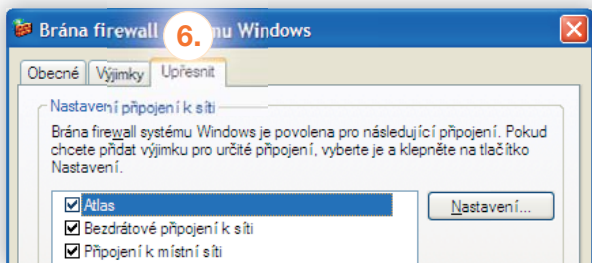 Brána firewall 6. mu Windows
Obecné Výjimky Upřesnit
Nastavení připojení k síti
Brána firewall systému Windows je povolena pro následující připojení. Pokud
chcete přidat výjimku pro určité připojení, vyberte je a klepněte na tlačítko
Nastavení.
Atlas Nastavení...
Bezdrátové připojení k síti
Připojení k místní síti